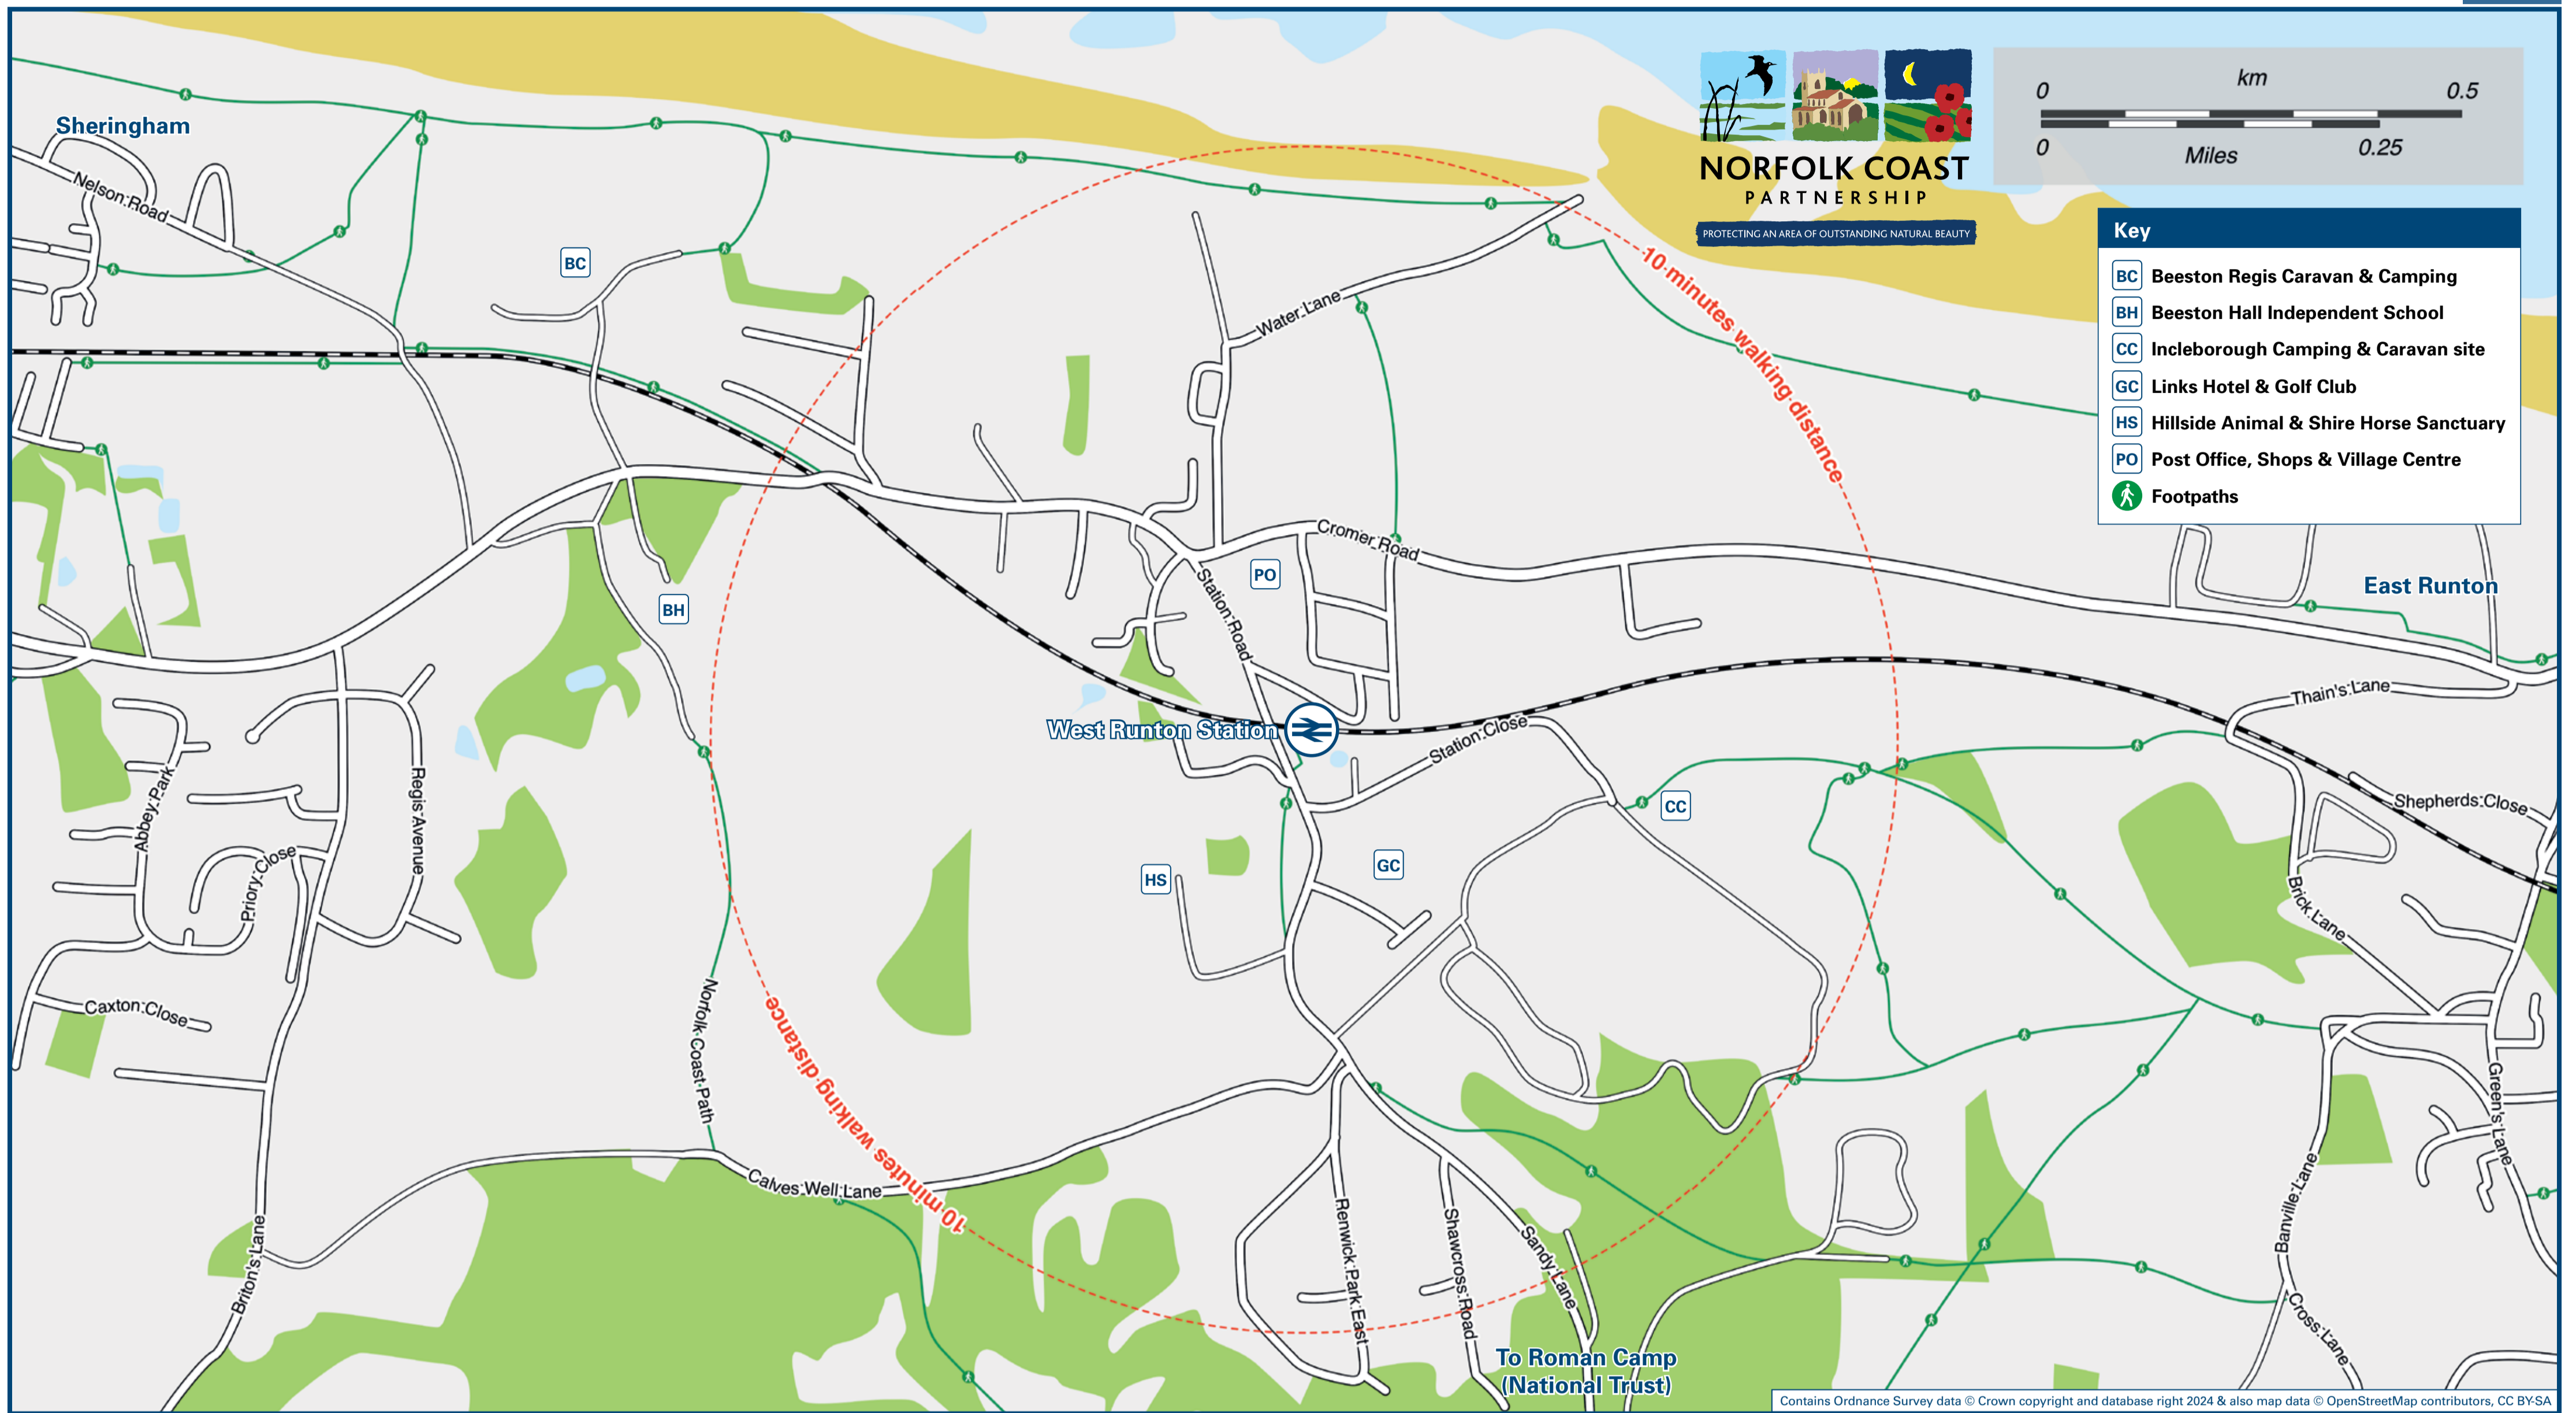 Sheringham
Nelson Road
NORFOLK COAST
PARTNERSHIP
PROTECTING AN AREA OF OUTSTANDING NATURAL BEAUTY
km
0 0.5
0 Miles 0.25
Key
BC Beeston Regis Caravan & Camping
BH Beeston Hall Independent School
CC Incleborough Camping & Caravan site
GC Links Hotel & Golf Club
HS Hillside Animal & Shire Horse Sanctuary
PO Post Office, Shops & Village Centre
Footpaths
BC
10 minutes walking distance
Water Lane
Cromer Road
PO
Station Road
BH
East Runton
Thain's Lane
West Runton Station
Station Close
CC
Shepherds Close
Abbey Park
Regis Avenue
Priory Close
HS
GC
Brick Lane
Caxton Close
Norfolk Coast Path
10 minutes walking distance
Calves Well Lane
Green's Lane
Briton's Lane
Renwick Park East
Shawcross Road
Sandy Lane
Banville Lane
Cross Lane
To Roman Camp
(National Trust)
Contains Ordnance Survey data © Crown copyright and database right 2024 & also map data © OpenStreetMap contributors, CC BY-SA